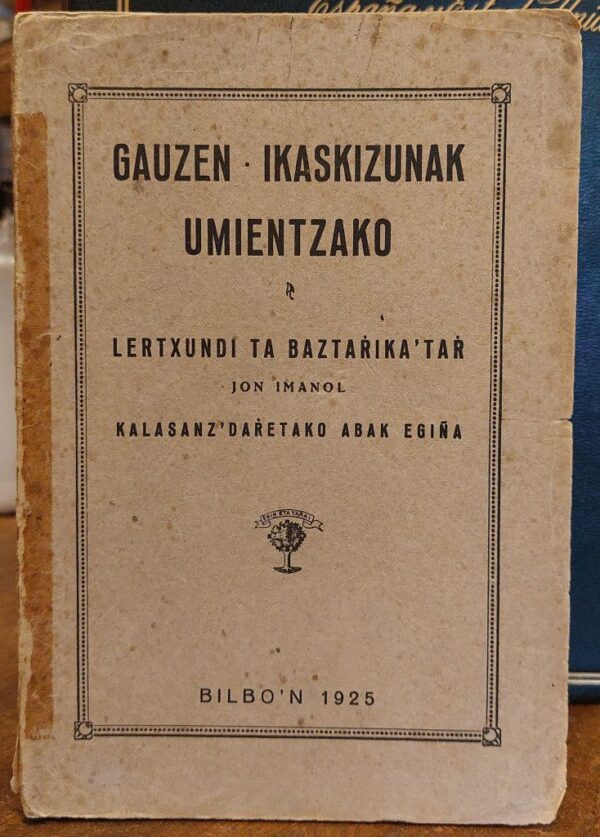 GAUZEN · IKASKIZUNAK
UMIENTZAKO
LERTXUNDI TA BAZTAṘIKA'TAṘ
JON IMANOL
KALASANZ'DAṘETAKO ABAK EGIÑA
BILBO'N 1925